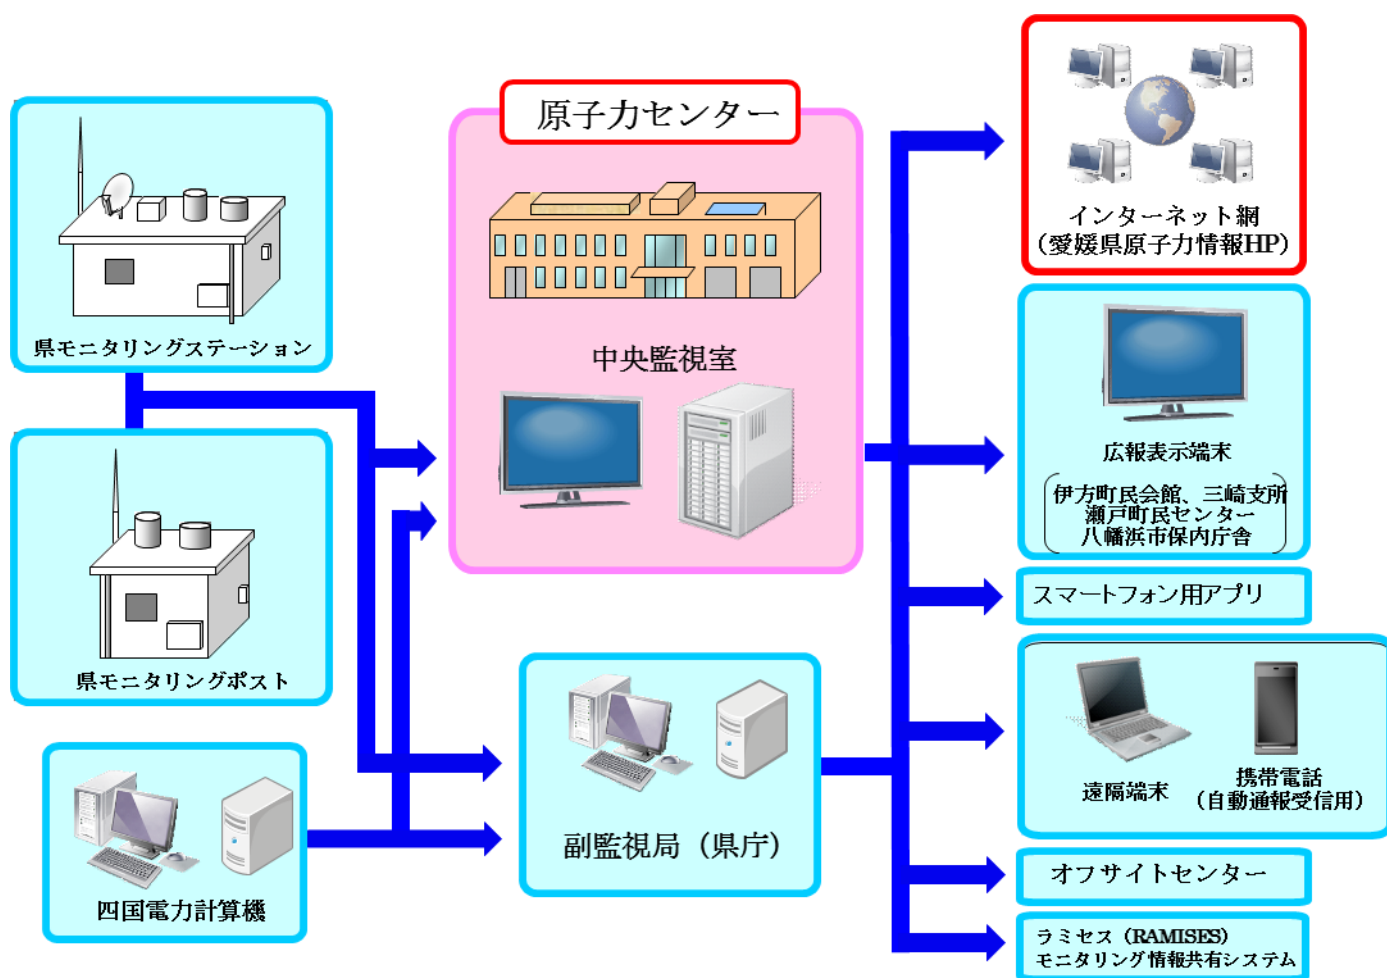 原子力センター
県モニタリングステーション
中央監視室
県モニタリングポスト
四国電力計算機
副監視局（県庁）
インターネット網
（愛媛県原子力情報HP）
広報表示端末
伊方町民会館、三崎支所
瀬戸町民センター
八幡浜市保内庁舎
スマートフォン用アプリ
遠隔端末
携帯電話
（自動通報受信用）
オフサイトセンター
ラミセス（RAMISES）
モニタリング情報共有システム